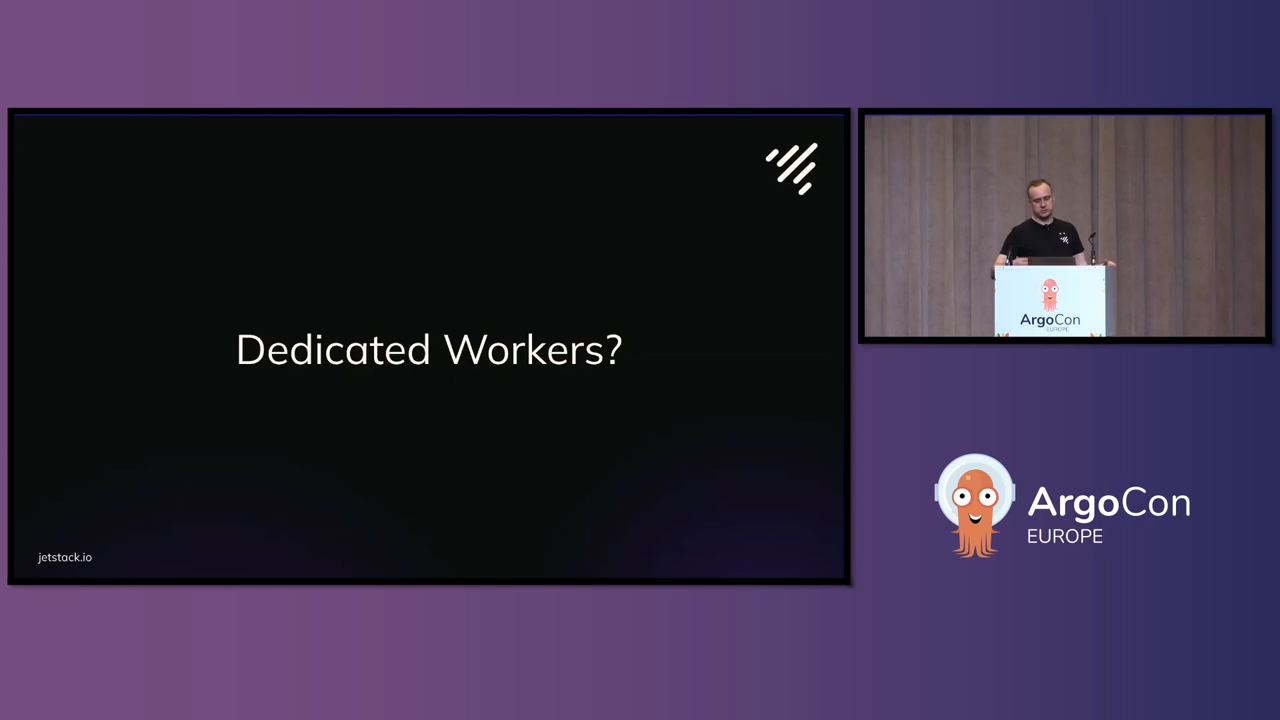 Dedicated Workers?
jetstack.io
ArgoCon
EUROPE
ArgoCon
EUROPE